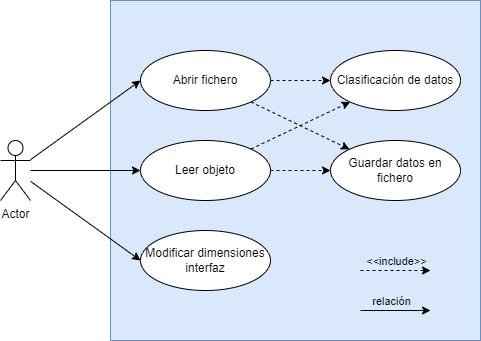 Abrir fichero
Clasificación de datos
Leer objeto
Guardar datos en
fichero
Actor
Modificar dimensiones
interfaz
<<include>>
relación